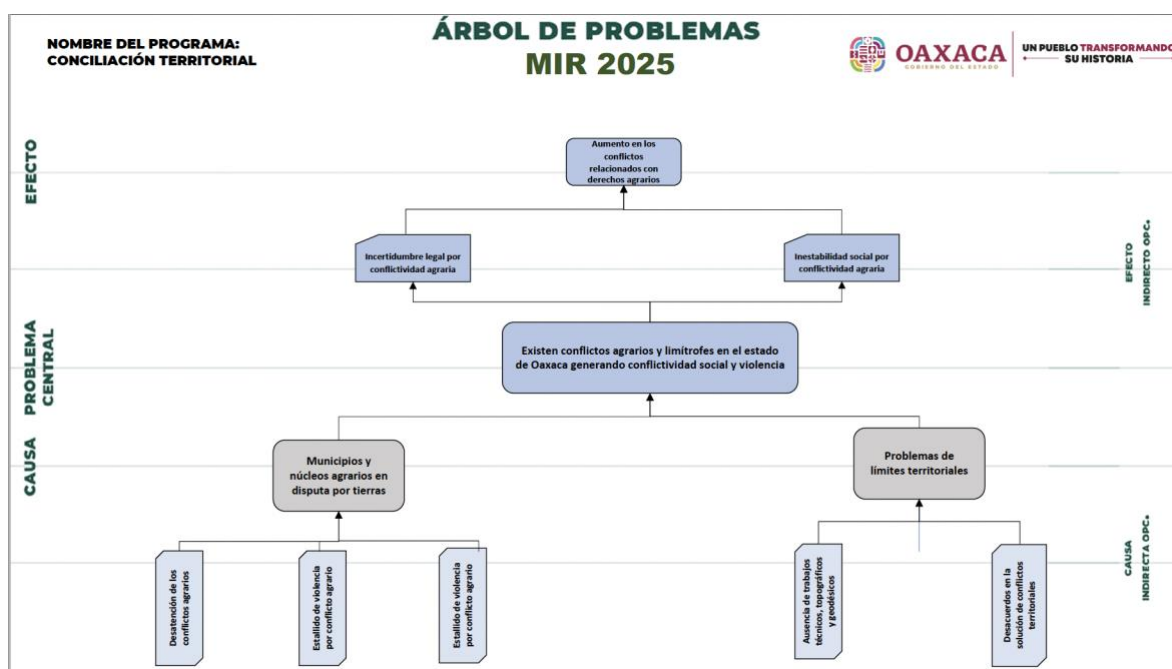 NOMBRE DEL PROGRAMA:
CONCILIACIÓN TERRITORIAL
ÁRBOL DE PROBLEMAS
MIR 2025
OAXACA
GOBIERNO DEL ESTADO
UN PUEBLO TRANSFORMANDO
SU HISTORIA
EFECTO
Aumento en los
conflictos
relacionados con
derechos agrarios
Incertidumbre legal por
conflictividad agraria
Inestabilidad social por
conflictividad agraria
EFECTO
INDIRECTO OPC.
PROBLEMA
CENTRAL
Existen conflictos agrarios y limítrofes en el estado
de Oaxaca generando conflictividad social y violencia
CAUSA
Municipios y
núcleos agrarios en
disputa por tierras
Problemas de
límites territoriales
Desatención de los
conflictos agrarios
Estallido de violencia
por conflicto agrario
Estallido de violencia
por conflicto agrario
Ausencia de trabajos
técnicos, topográficos
y geodésicos
Desacuerdos en la
solución de conflictos
territoriales
CAUSA
INDIRECTA OPC.